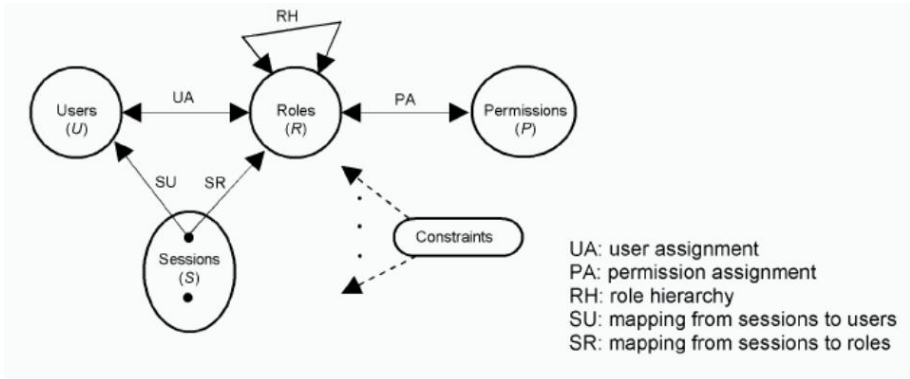 RH
Users
(U)
UA
Roles
(R)
PA
Permissions
(P)
SU
SR
Sessions
(S)
Constraints
UA: user assignment
PA: permission assignment
RH: role hierarchy
SU: mapping from sessions to users
SR: mapping from sessions to roles